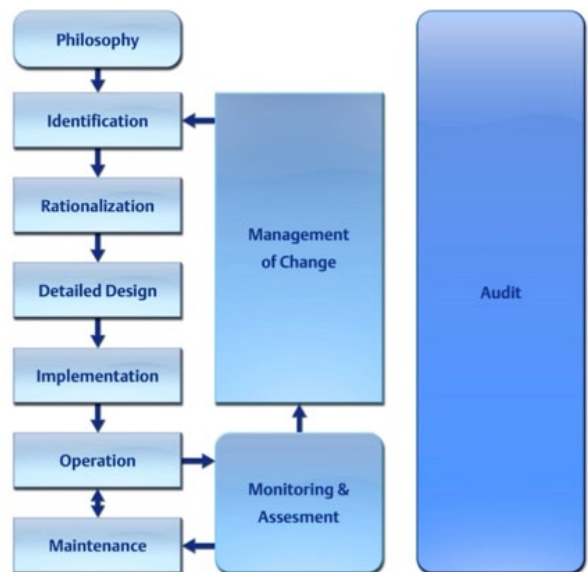 Philosophy
Identification
Rationalization
Detailed Design
Implementation
Operation
Maintenance
Management
of Change
Monitoring &
Assesment
Audit